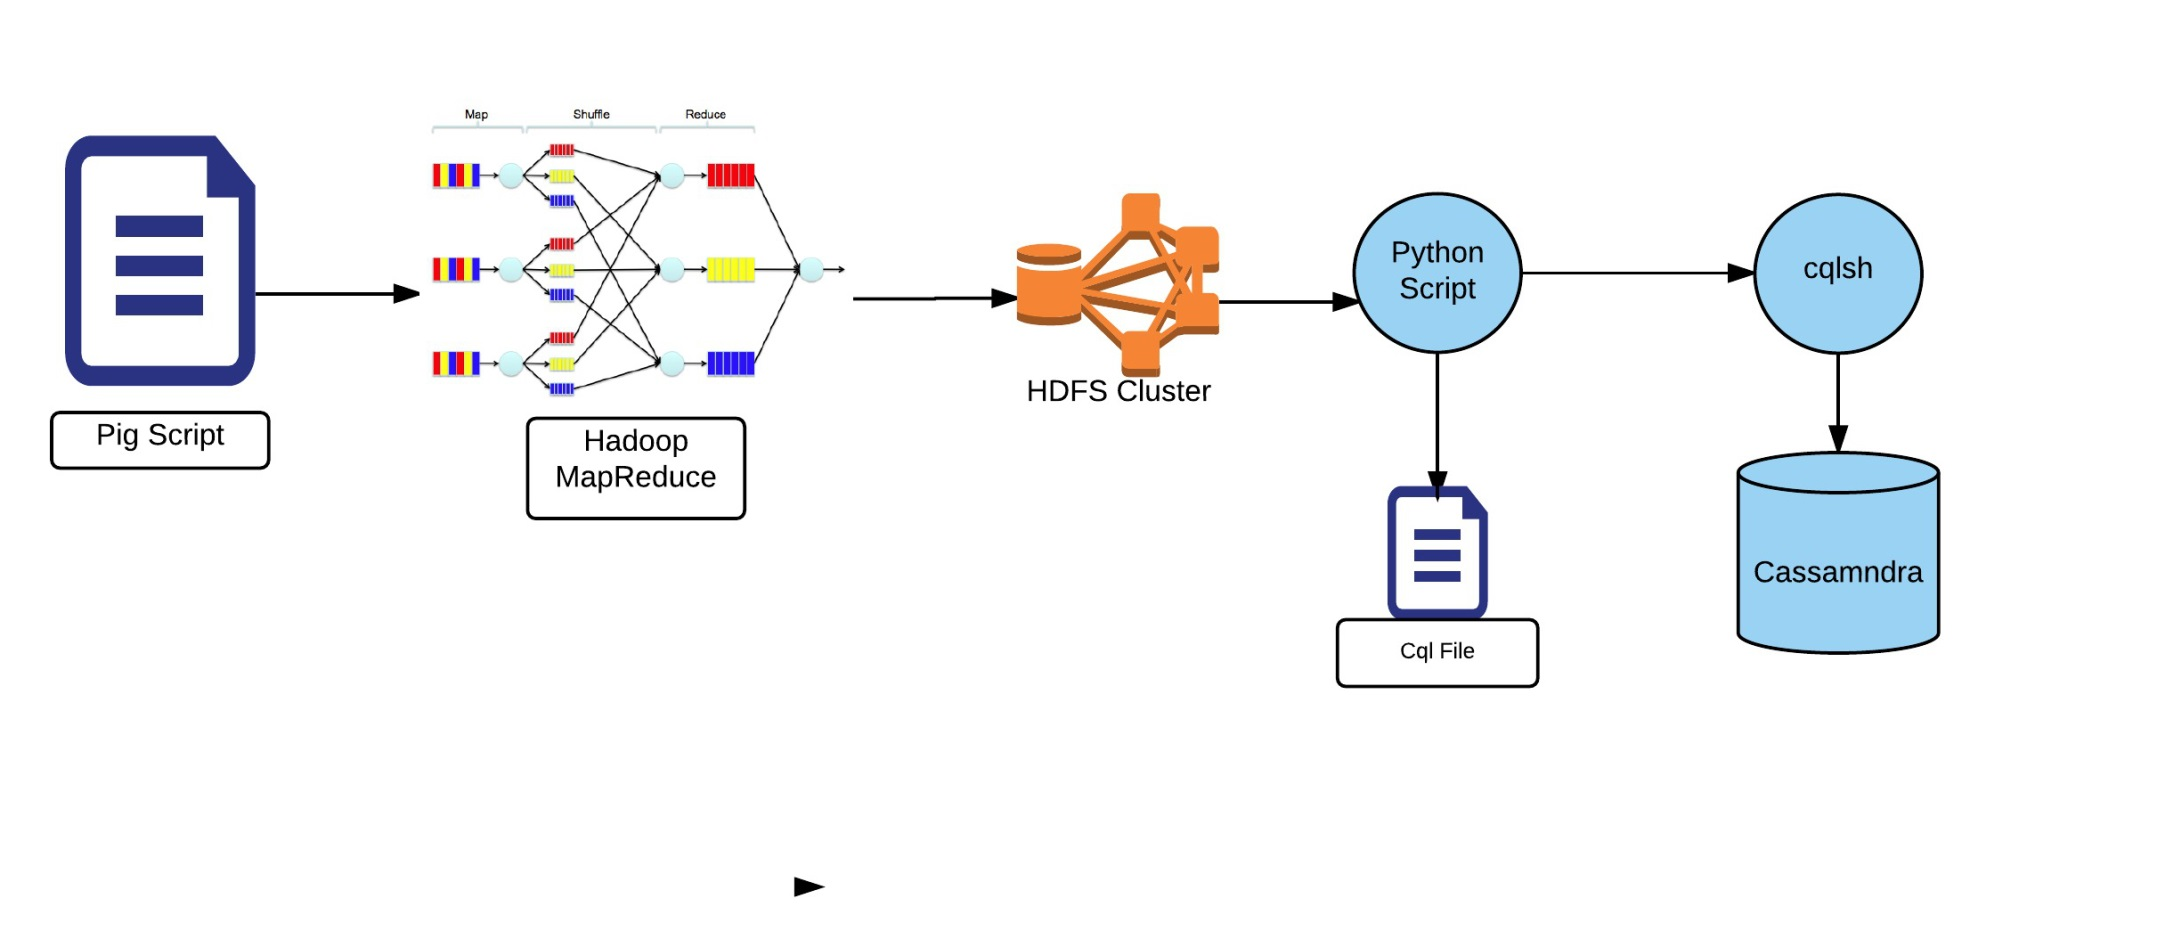 Map
Shuffle
Reduce
Pig Script
Hadoop
MapReduce
HDFS Cluster
Python
Script
cqlsh
Cql File
Cassamndra